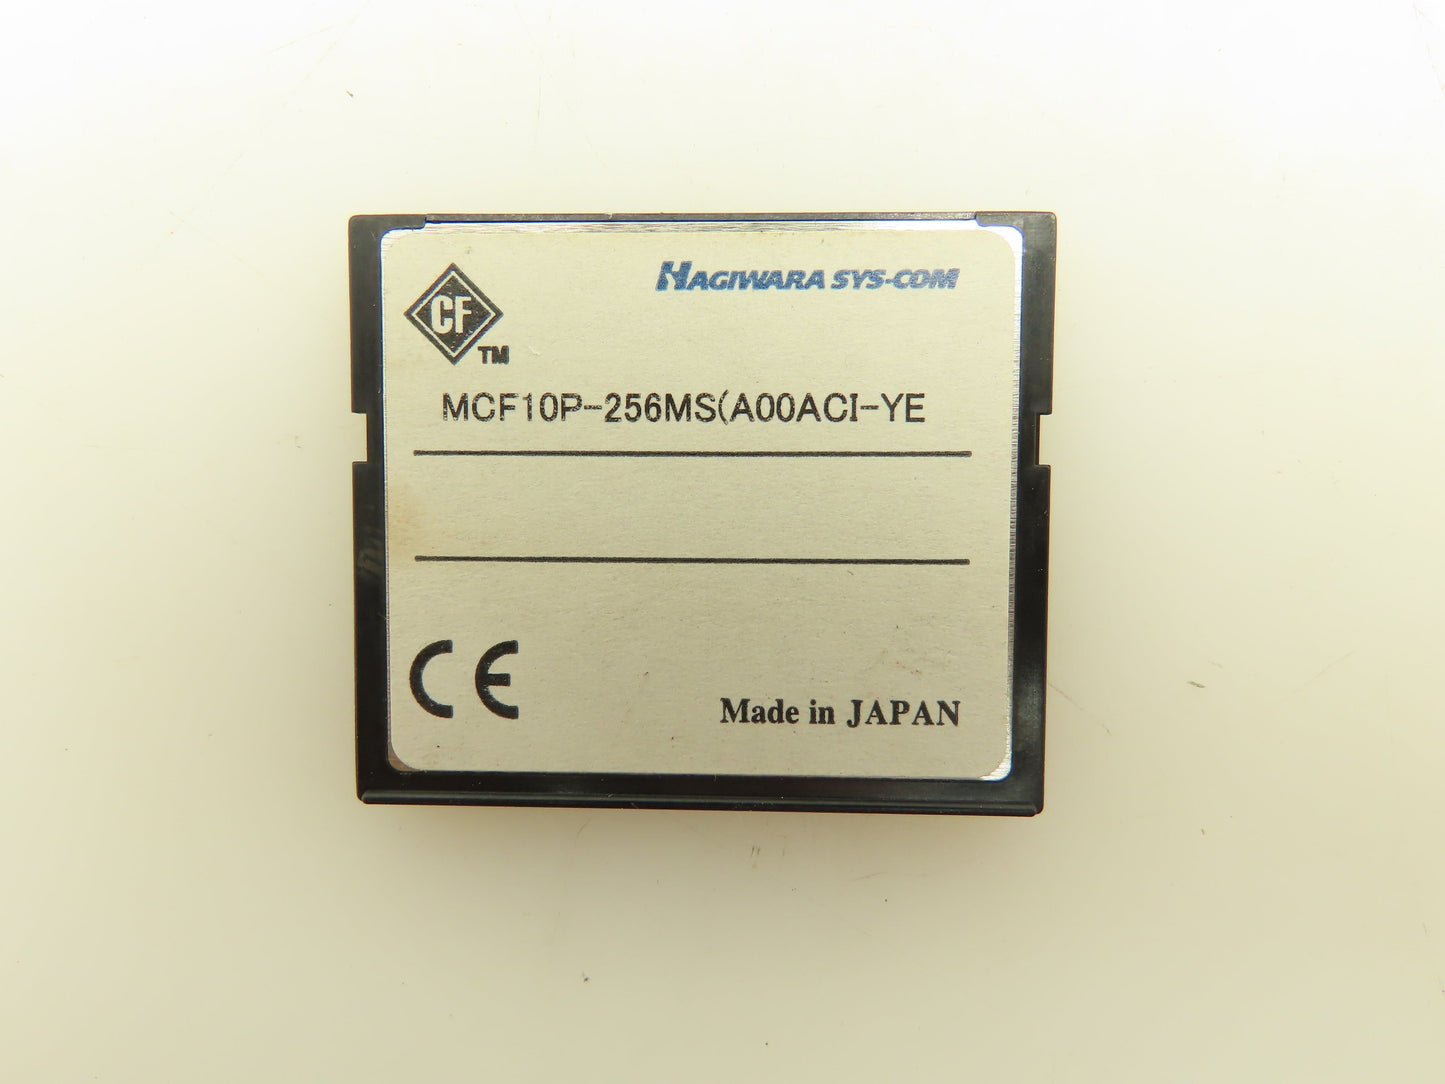 HAGIWARA SYS-COM
CF
TM
MCF10P-256MS(A00ACI-YE
CE
Made in JAPAN